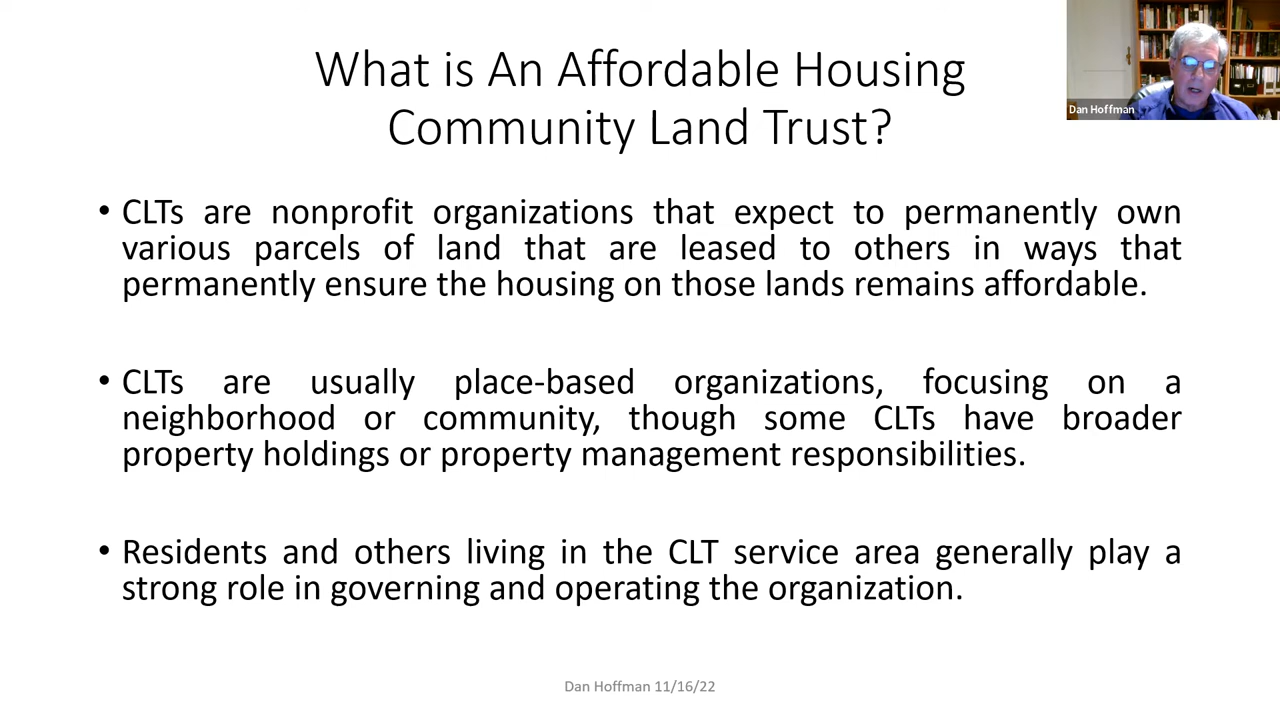 What is An Affordable Housing
Community Land Trust?
Dan Hoffman
• CLTs are nonprofit organizations that expect to permanently own
various parcels of land that are leased to others in ways that
permanently ensure the housing on those lands remains affordable.
• CLTs are usually place-based organizations, focusing on a
neighborhood or community, though some CLTs have broader
property holdings or property management responsibilities.
• Residents and others living in the CLT service area generally play a
strong role in governing and operating the organization.
Dan Hoffman 11/16/22